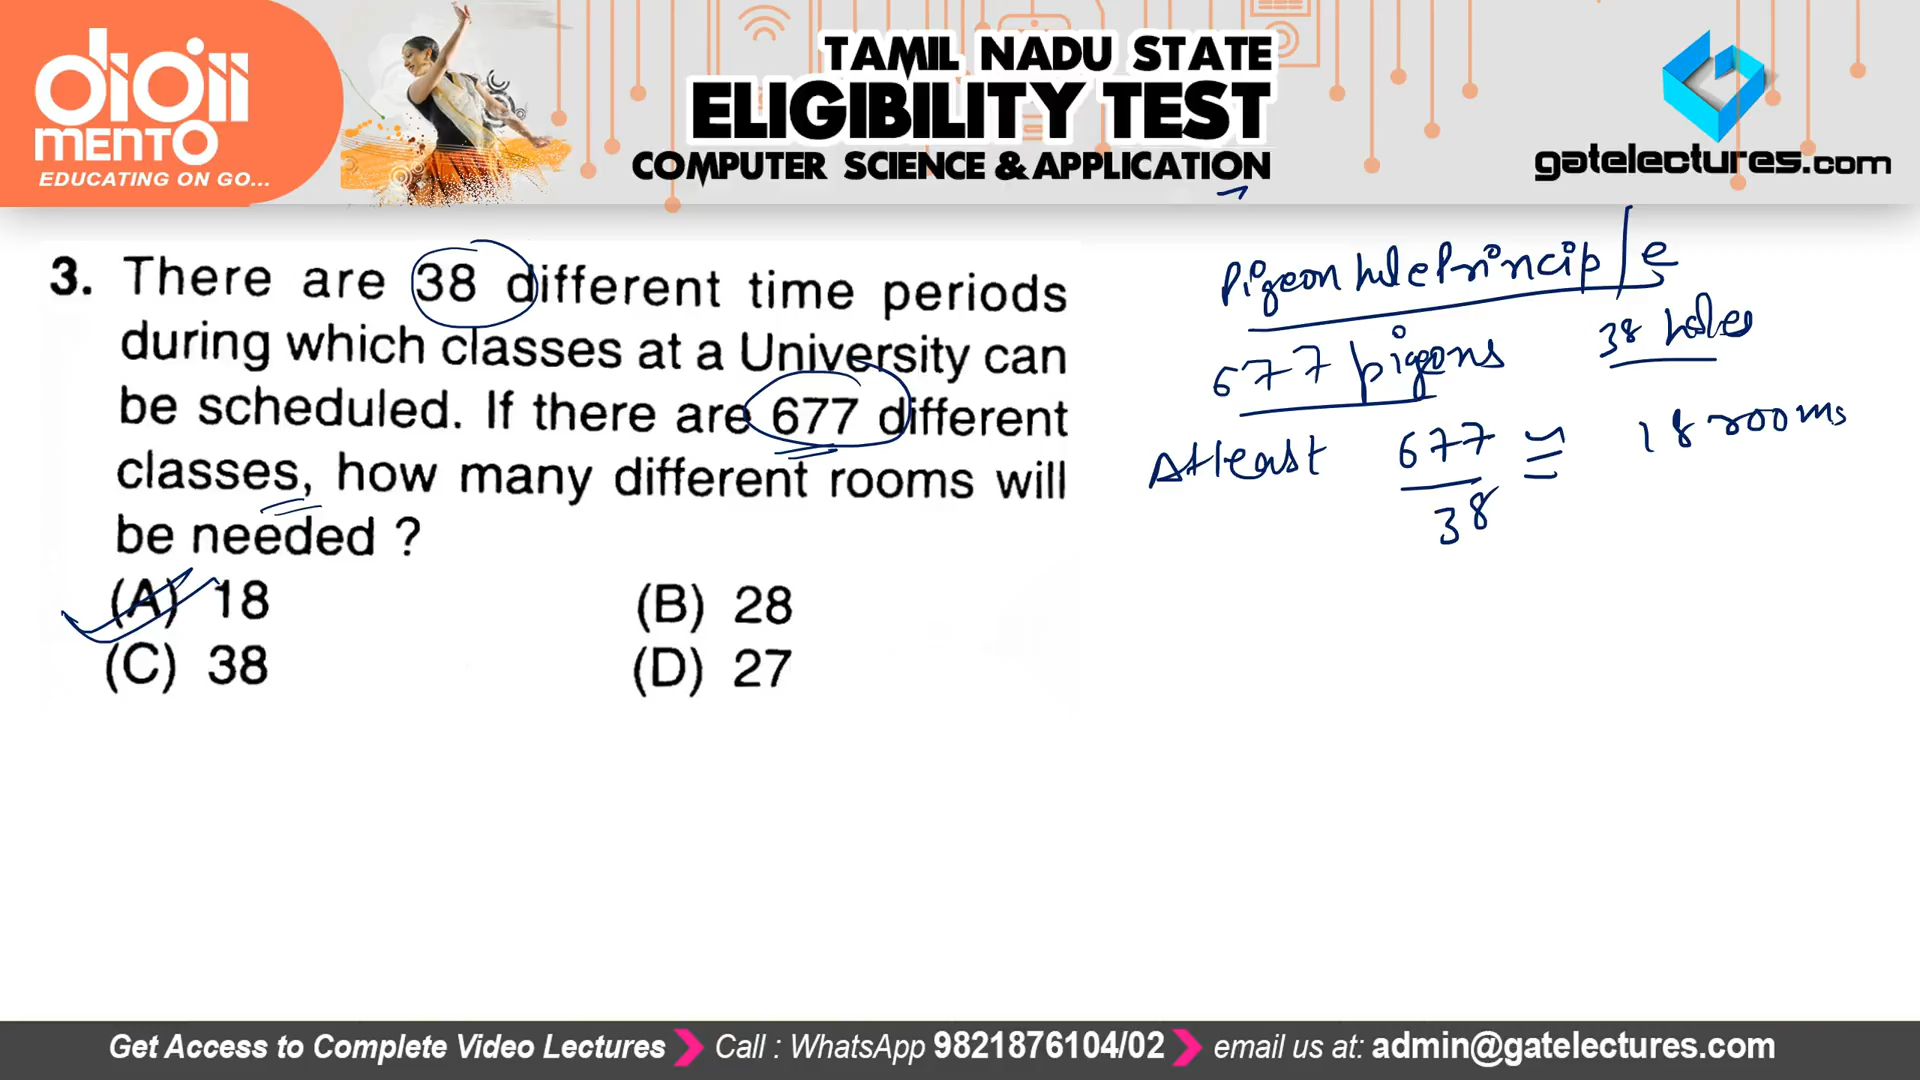 DIGII
MENTO
EDUCATING ON GO...
TAMIL NADU STATE
ELIGIBILITY TEST
COMPUTER SCIENCE & APPLICATION
gatelectures.com
3. There are 38 different time periods
during which classes at a University can
be scheduled. If there are 677 different
classes, how many different rooms will
be needed ?
(A) 18
(B) 28
(C) 38
(D) 27
Pigeon hole Principle
677 pigeons
38 holes
Atleast 677/38 ≅ 18 rooms
Get Access to Complete Video Lectures
Call : WhatsApp 9821876104/02
email us at: admin@gatelectures.com